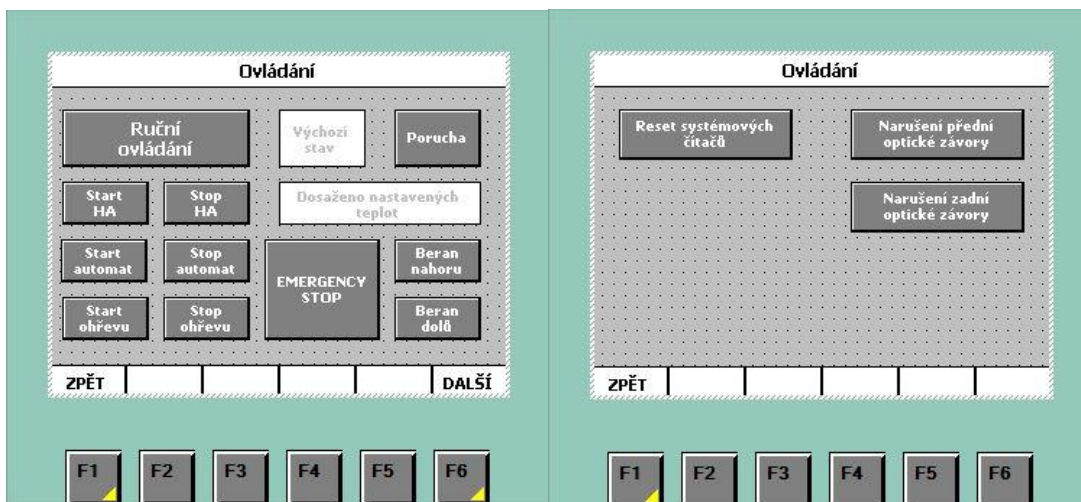 Ovládání
Ruční
ovládání
Výchozí
stav
Porucha
Start
HA
Stop
HA
Dosaženo nastavených
teplot
Start
automat
Stop
automat
EMERGENCY
STOP
Beran
nahoru
Start
ohřevu
Stop
ohřevu
Beran
dolů
ZPĚT
DALŠÍ
F1
F2
F3
F4
F5
F6
Ovládání
Reset systémových
čítačů
Narušení přední
optické závory
Narušení zadní
optické závory
ZPĚT
F1
F2
F3
F4
F5
F6